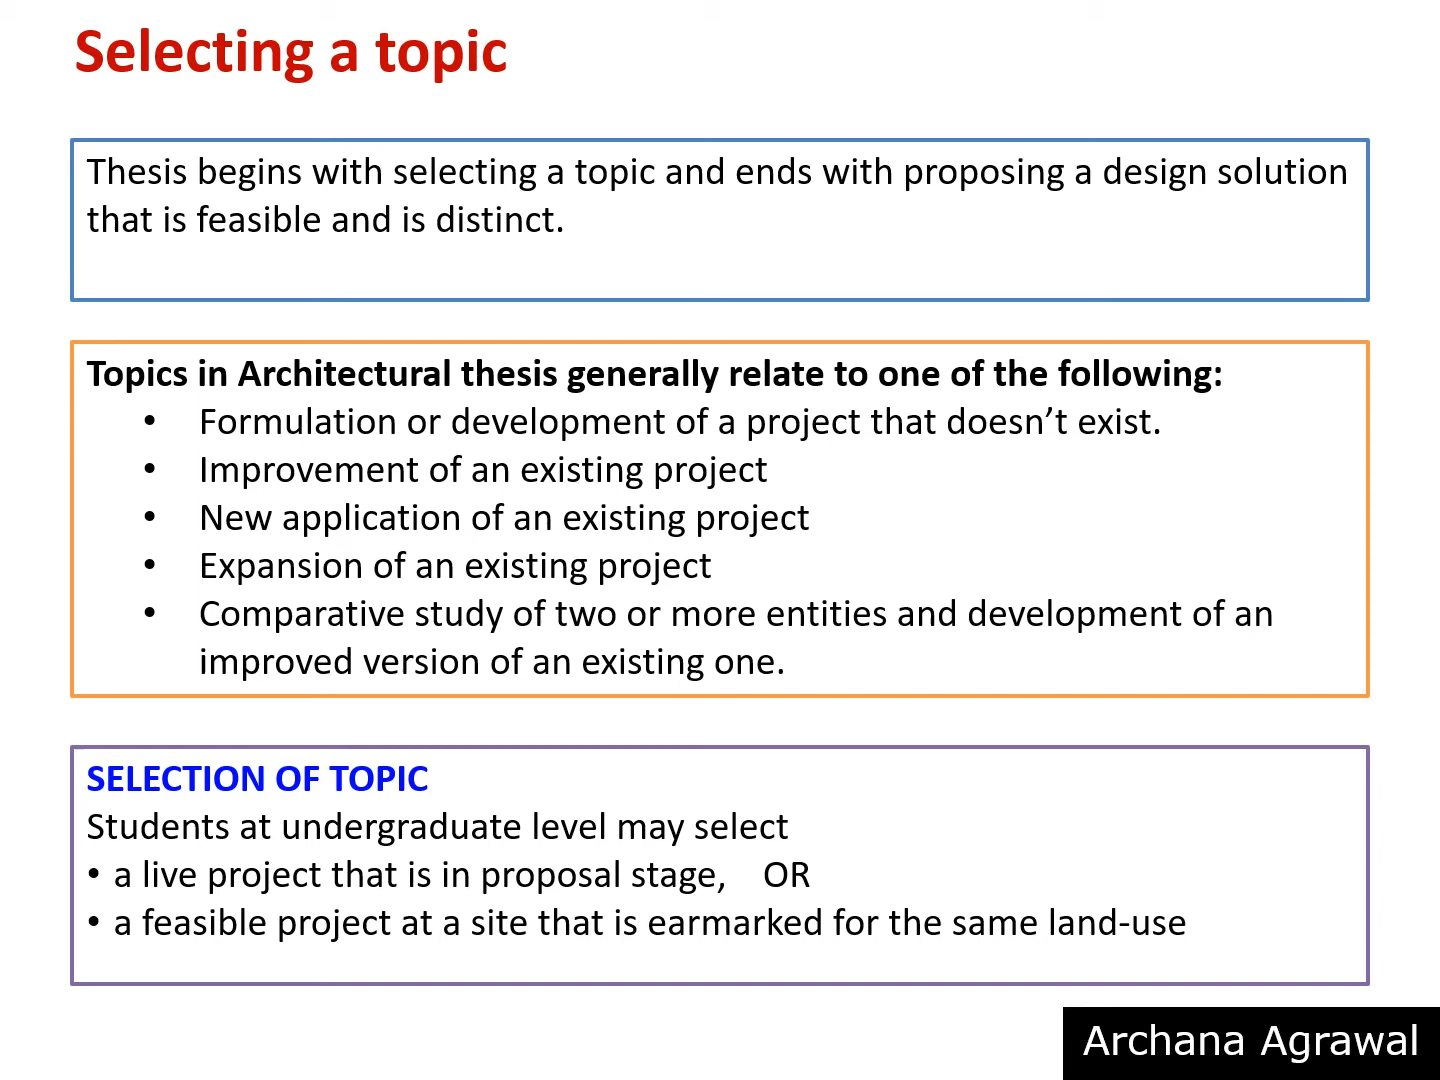 Selecting a topic
Thesis begins with selecting a topic and ends with proposing a design solution
that is feasible and is distinct.
Topics in Architectural thesis generally relate to one of the following:
• Formulation or development of a project that doesn’t exist.
• Improvement of an existing project
• New application of an existing project
• Expansion of an existing project
• Comparative study of two or more entities and development of an
improved version of an existing one.
SELECTION OF TOPIC
Students at undergraduate level may select
• a live project that is in proposal stage, OR
• a feasible project at a site that is earmarked for the same land-use
Archana Agrawal